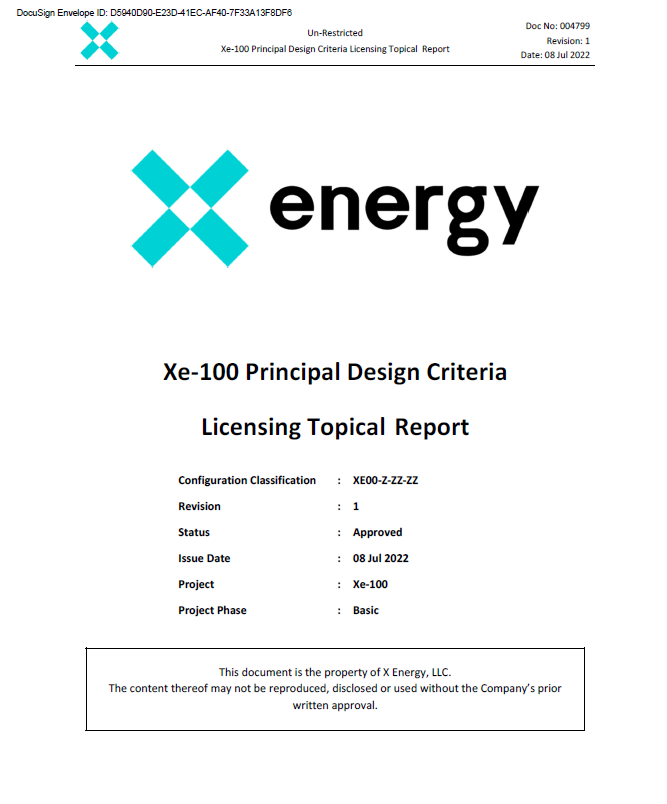 DocuSign Envelope ID: D5940D90-E23D-41EC-AF40-7F33A13F8DF6
Un-Restricted
Xe-100 Principal Design Criteria Licensing Topical Report
Doc No: 004799
Revision: 1
Date: 08 Jul 2022
energy
Xe-100 Principal Design Criteria
Licensing Topical Report
Configuration Classification : XE00-Z-ZZ-ZZ
Revision : 1
Status : Approved
Issue Date : 08 Jul 2022
Project : Xe-100
Project Phase : Basic
This document is the property of X Energy, LLC.
The content thereof may not be reproduced, disclosed or used without the Company’s prior
written approval.